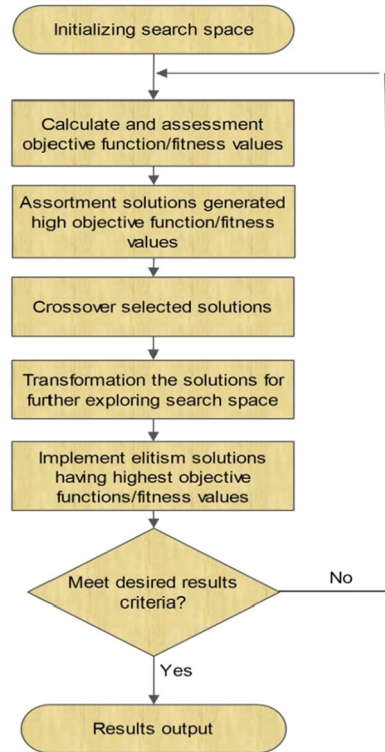 Initializing search space
Calculate and assessment
objective function/fitness values
Assortment solutions generated
high objective function/fitness
values
Crossover selected solutions
Transformation the solutions for
further exploring search space
Implement elitism solutions
having highest objective
functions/fitness values
Meet desired results
criteria?
No
Yes
Results output